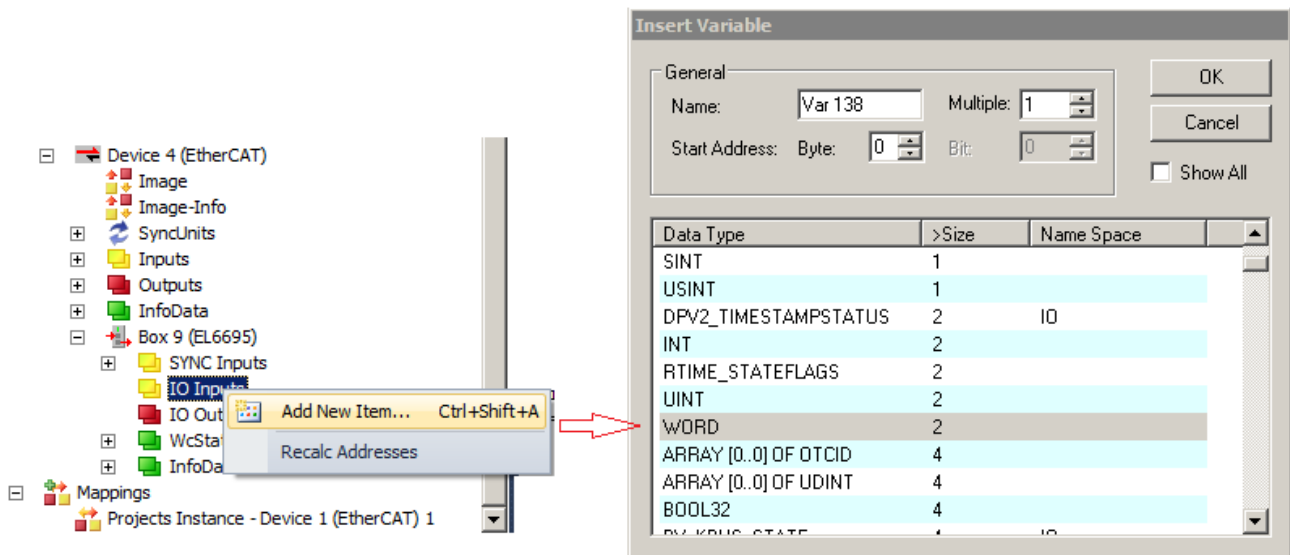 Device 4 (EtherCAT)
Image
Image-Info
SyncUnits
Inputs
Outputs
InfoData
Box 9 (EL6695)
SYNC Inputs
IO Inputs
IO Out
WcSta
InfoDa
Mappings
Projects Instance - Device 1 (EtherCAT) 1
Add New Item... Ctrl+Shift+A
Recalc Addresses
Insert Variable
General
Name: Var 138 Multiple: 1
Start Address: Byte: 0 Bit: 0
OK
Cancel
Show All
Data Type >Size Name Space
SINT 1
USINT 1
DPV2_TIMESTAMPSTATUS 2 IO
INT 2
RTIME_STATEFLAGS 2
UINT 2
WORD 2
ARRAY [0..0] OF OTCID 4
ARRAY [0..0] OF UDINT 4
BOOL32 4